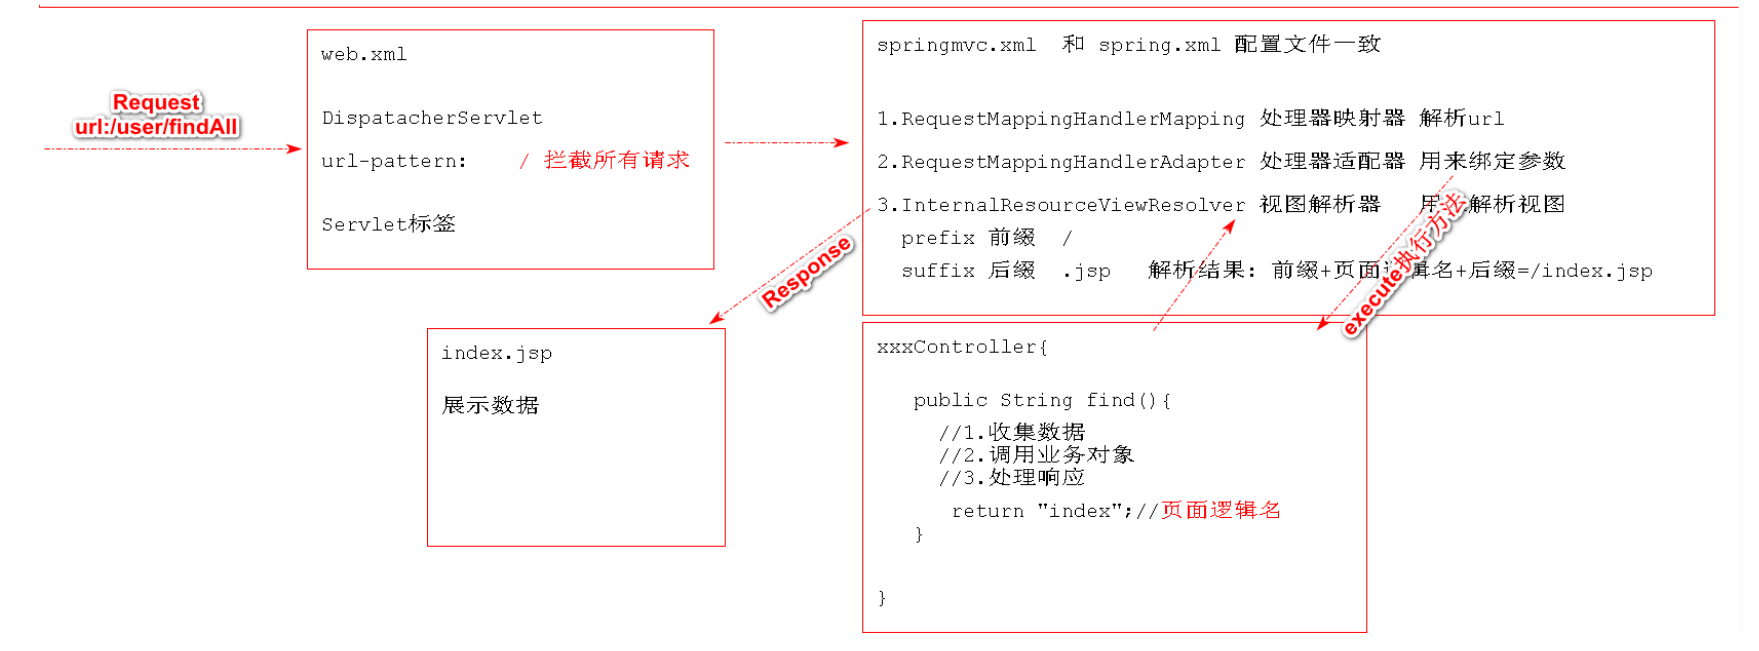 Request
url:/user/findAll
web.xml
DispatacherServlet
url-pattern: / 拦截所有请求
Servlet标签
springmvc.xml 和 spring.xml 配置文件一致
1.RequestMappingHandlerMapping 处理器映射器 解析url
2.RequestMappingHandlerAdapter 处理器适配器 用来绑定参数
3.InternalResourceViewResolver 视图解析器 用 解析视图
prefix 前缀 /
suffix 后缀 .jsp 解析结果: 前缀+页面 辑名+后缀=/index.jsp
Response
execute执行方法
index.jsp
展示数据
xxxController{
public String find(){
//1.收集数据
//2.调用业务对象
//3.处理响应
return "index";//页面逻辑名
}
}